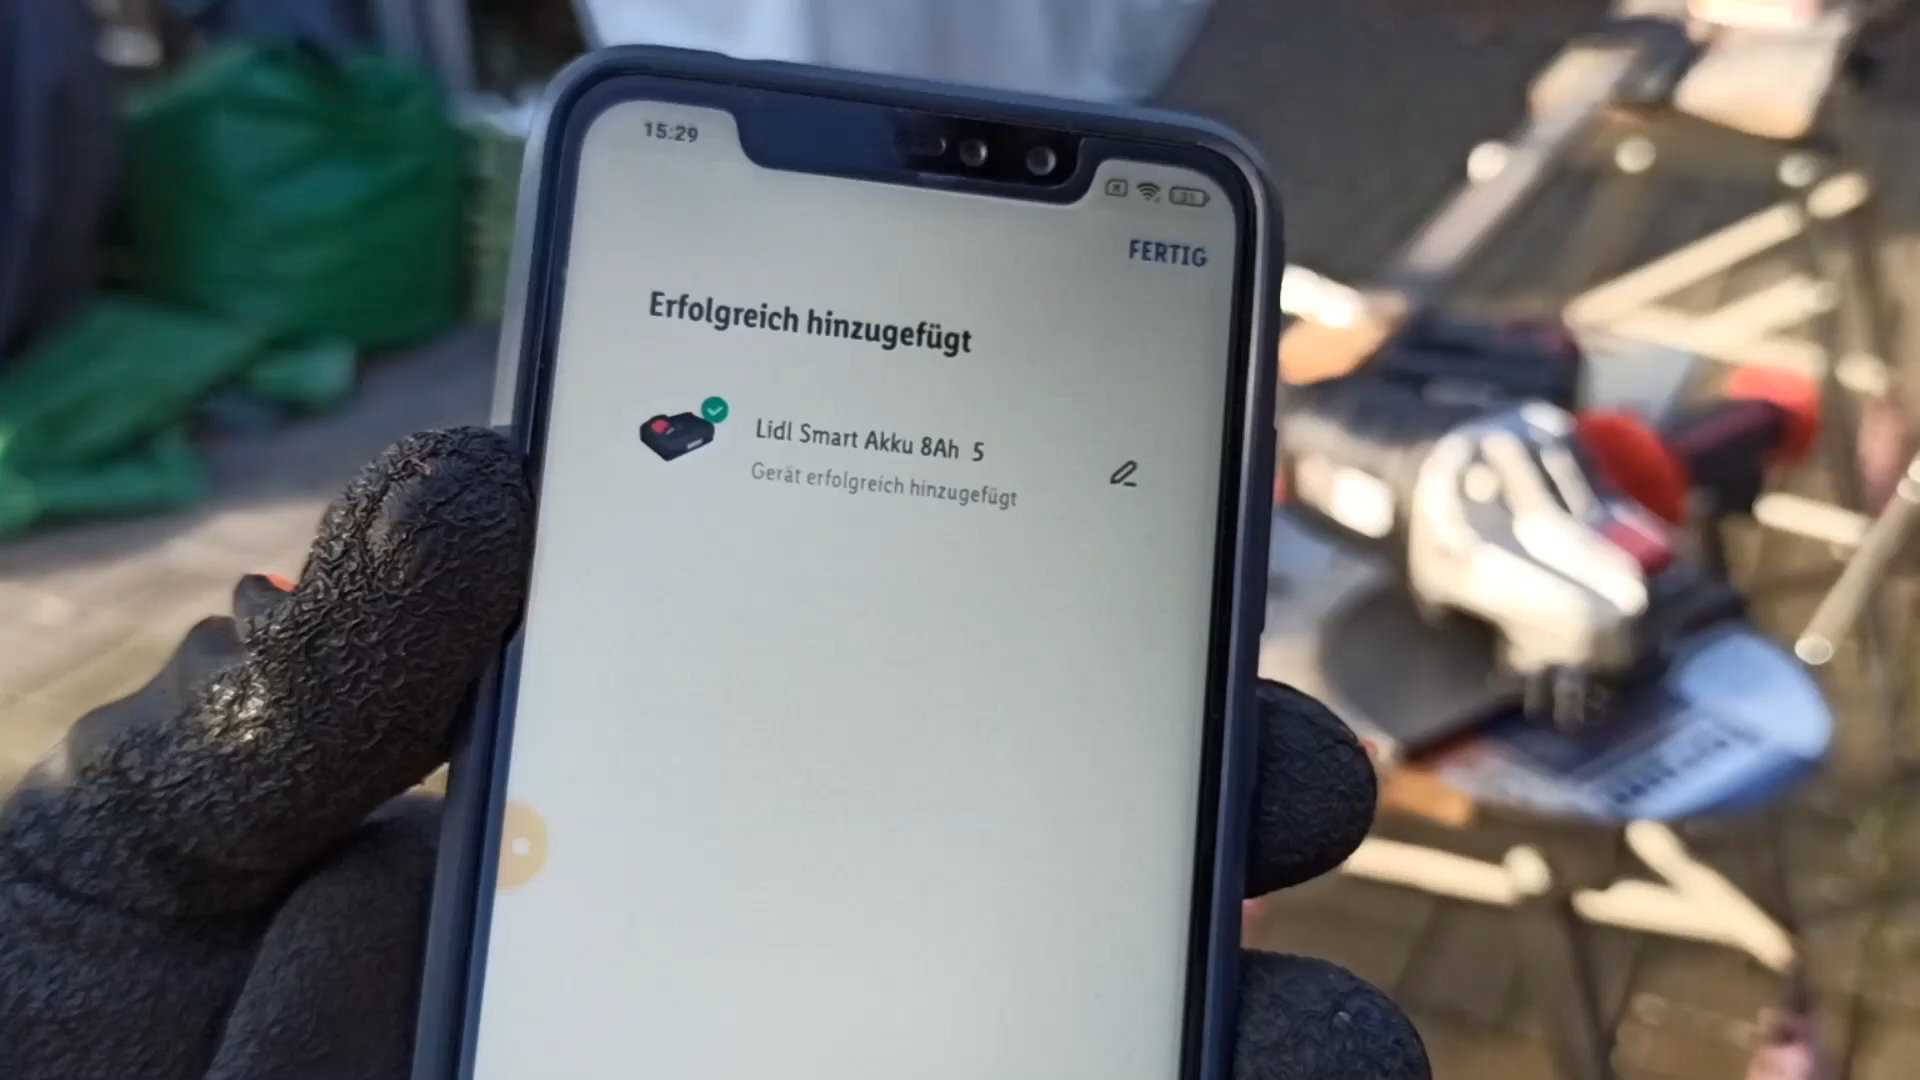 15:29
FERTIG
Erfolgreich hinzugefügt
Lidl Smart Akku 8Ah 5
Gerät erfolgreich hinzugefügt